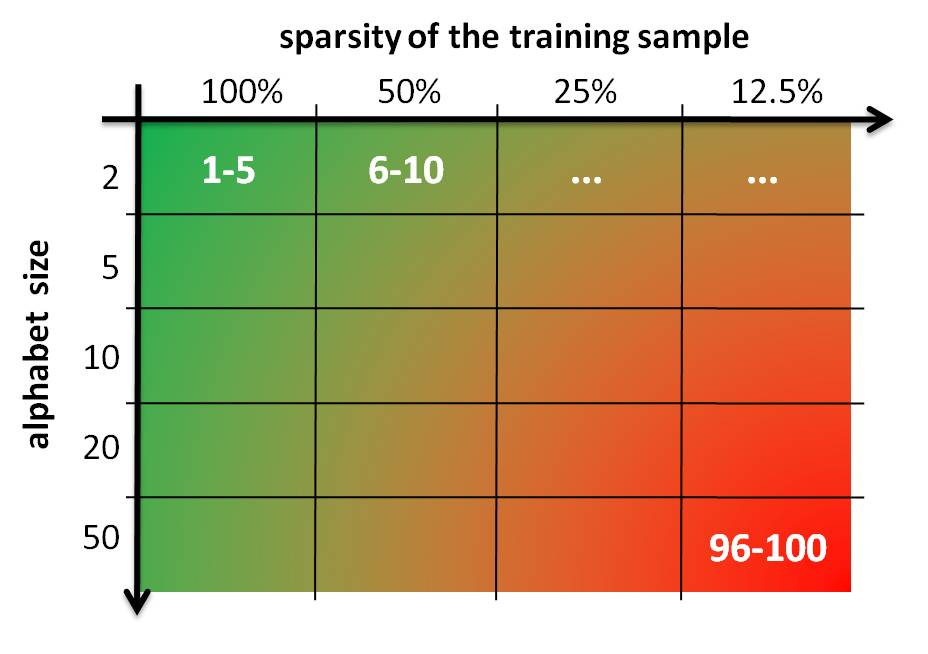 sparsity of the training sample
100% 50% 25% 12.5%
2 1-5 6-10 ... ...
alphabet size
5
10
20
50 96-100